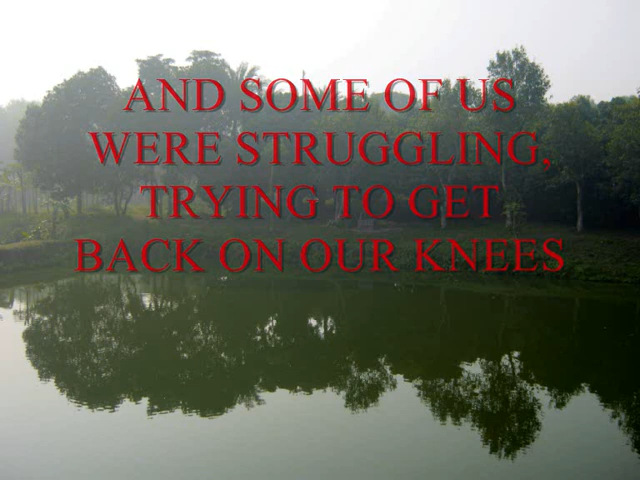 AND SOME OF US
WERE STRUGGLING,
TRYING TO GET
BACK ON OUR KNEES